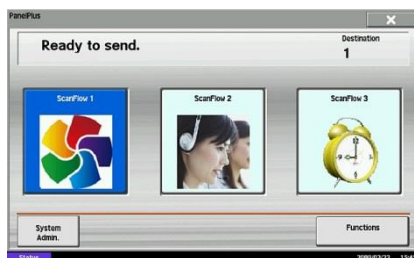 PanelPlus
Ready to send.
Destination
1
ScanFlow 1
ScanFlow 2
ScanFlow 3
System
Admin.
Functions
Status